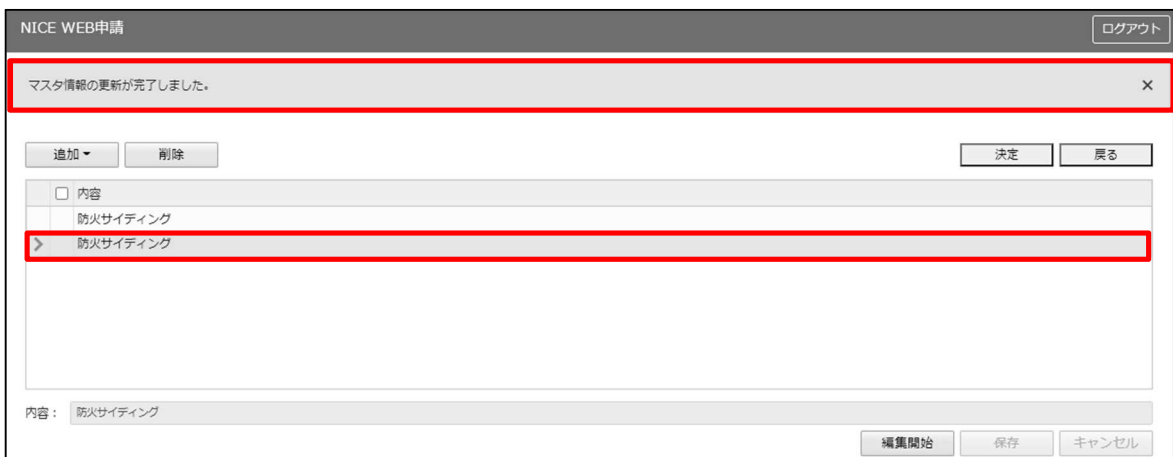 NICE WEB申請 ログアウト
マスタ情報の更新が完了しました。 ×
追加▼ 削除 決定 戻る
内容
防火サイディング
防火サイディング
内容： 防火サイディング
編集開始 保存 キャンセル